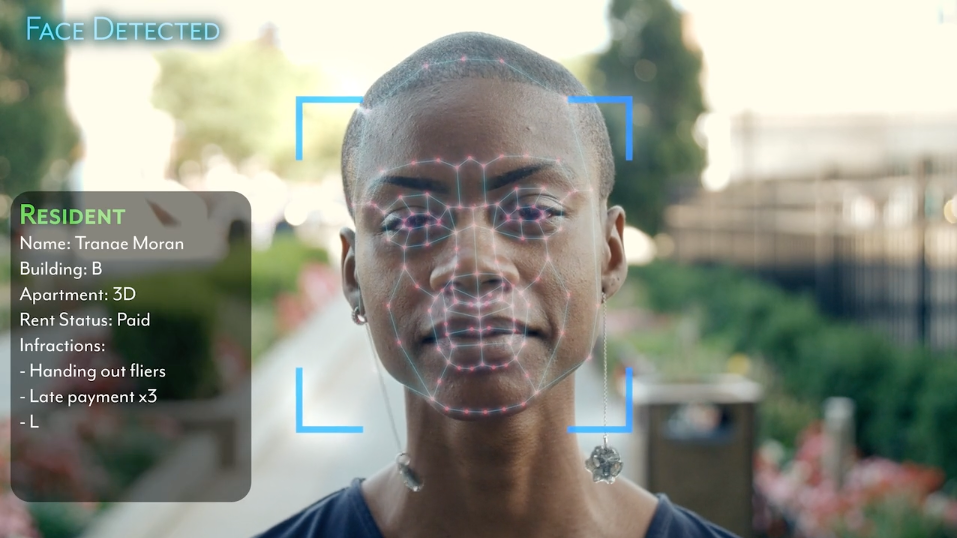 Face Detected
Resident
Name: Tranae Moran
Building: B
Apartment: 3D
Rent Status: Paid
Infractions:
- Handing out fliers
- Late payment x3
- L